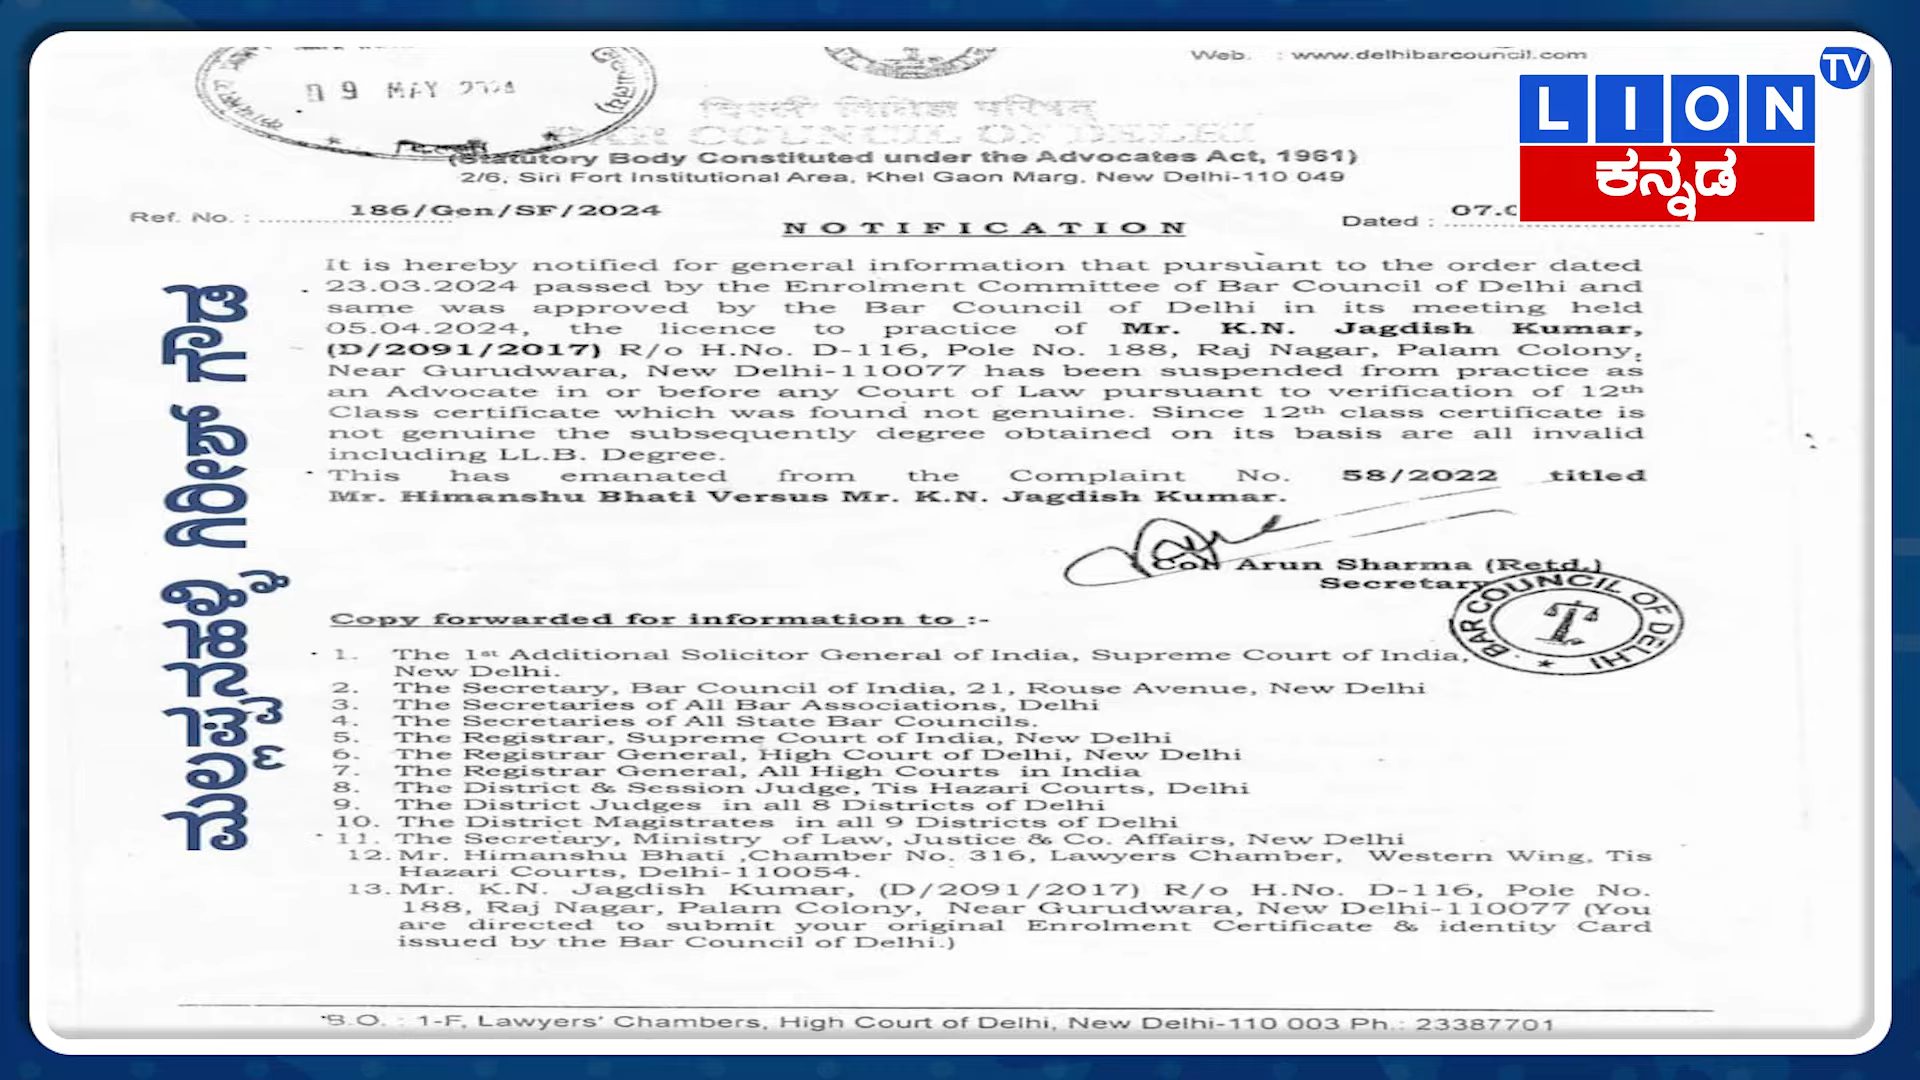 Web. : www.delhibarcouncil.com
TV
LION
ಕನ್ನಡ
09 MAY 2024
BAR COUNCIL OF DELHI
(Statutory Body Constituted under the Advocates Act, 1961)
2/6, Siri Fort Institutional Area, Khel Gaon Marg, New Delhi-110 049
Ref. No. : 186/Gen/SF/2024
Dated : 07.0
NOTIFICATION
ಮಲ್ಲಪ್ಪನಹಳ್ಳಿ ಗಿರೀಶ್ ಗೌಡ
It is hereby notified for general information that pursuant to the order dated
23.03.2024 passed by the Enrolment Committee of Bar Council of Delhi and
same was approved by the Bar Council of Delhi in its meeting held
05.04.2024, the licence to practice of Mr. K.N. Jagdish Kumar,
(D/2091/2017) R/o H.No. D-116, Pole No. 188, Raj Nagar, Palam Colony,
Near Gurudwara, New Delhi-110077 has been suspended from practice as
an Advocate in or before any Court of Law pursuant to verification of 12th
Class certificate which was found not genuine. Since 12th class certificate is
not genuine the subsequently degree obtained on its basis are all invalid
including LL.B. Degree.
This has emanated from the Complaint No. 58/2022 titled
Mr. Himanshu Bhati Versus Mr. K.N. Jagdish Kumar.
Col Arun Sharma (Retd.)
Secretary
BAR COUNCIL OF DELHI
Copy forwarded for information to :-
1. The 1st Additional Solicitor General of India, Supreme Court of India,
New Delhi.
2. The Secretary, Bar Council of India, 21, Rouse Avenue, New Delhi
3. The Secretaries of All Bar Associations, Delhi
4. The Secretaries of All State Bar Councils.
5. The Registrar, Supreme Court of India, New Delhi
6. The Registrar General, High Court of Delhi, New Delhi
7. The Registrar General, All High Courts in India
8. The District & Session Judge, Tis Hazari Courts, Delhi
9. The District Judges in all 8 Districts of Delhi
10. The District Magistrates in all 9 Districts of Delhi
11. The Secretary, Ministry of Law, Justice & Co. Affairs, New Delhi
12. Mr. Himanshu Bhati ,Chamber No. 316, Lawyers Chamber, Western Wing, Tis
Hazari Courts, Delhi-110054.
13. Mr. K.N. Jagdish Kumar, (D/2091/2017) R/o H.No. D-116, Pole No.
188, Raj Nagar, Palam Colony, Near Gurudwara, New Delhi-110077 (You
are directed to submit your original Enrolment Certificate & identity Card
issued by the Bar Council of Delhi.)
B.O. : 1-F, Lawyers' Chambers, High Court of Delhi, New Delhi-110 003 Ph.: 23387701